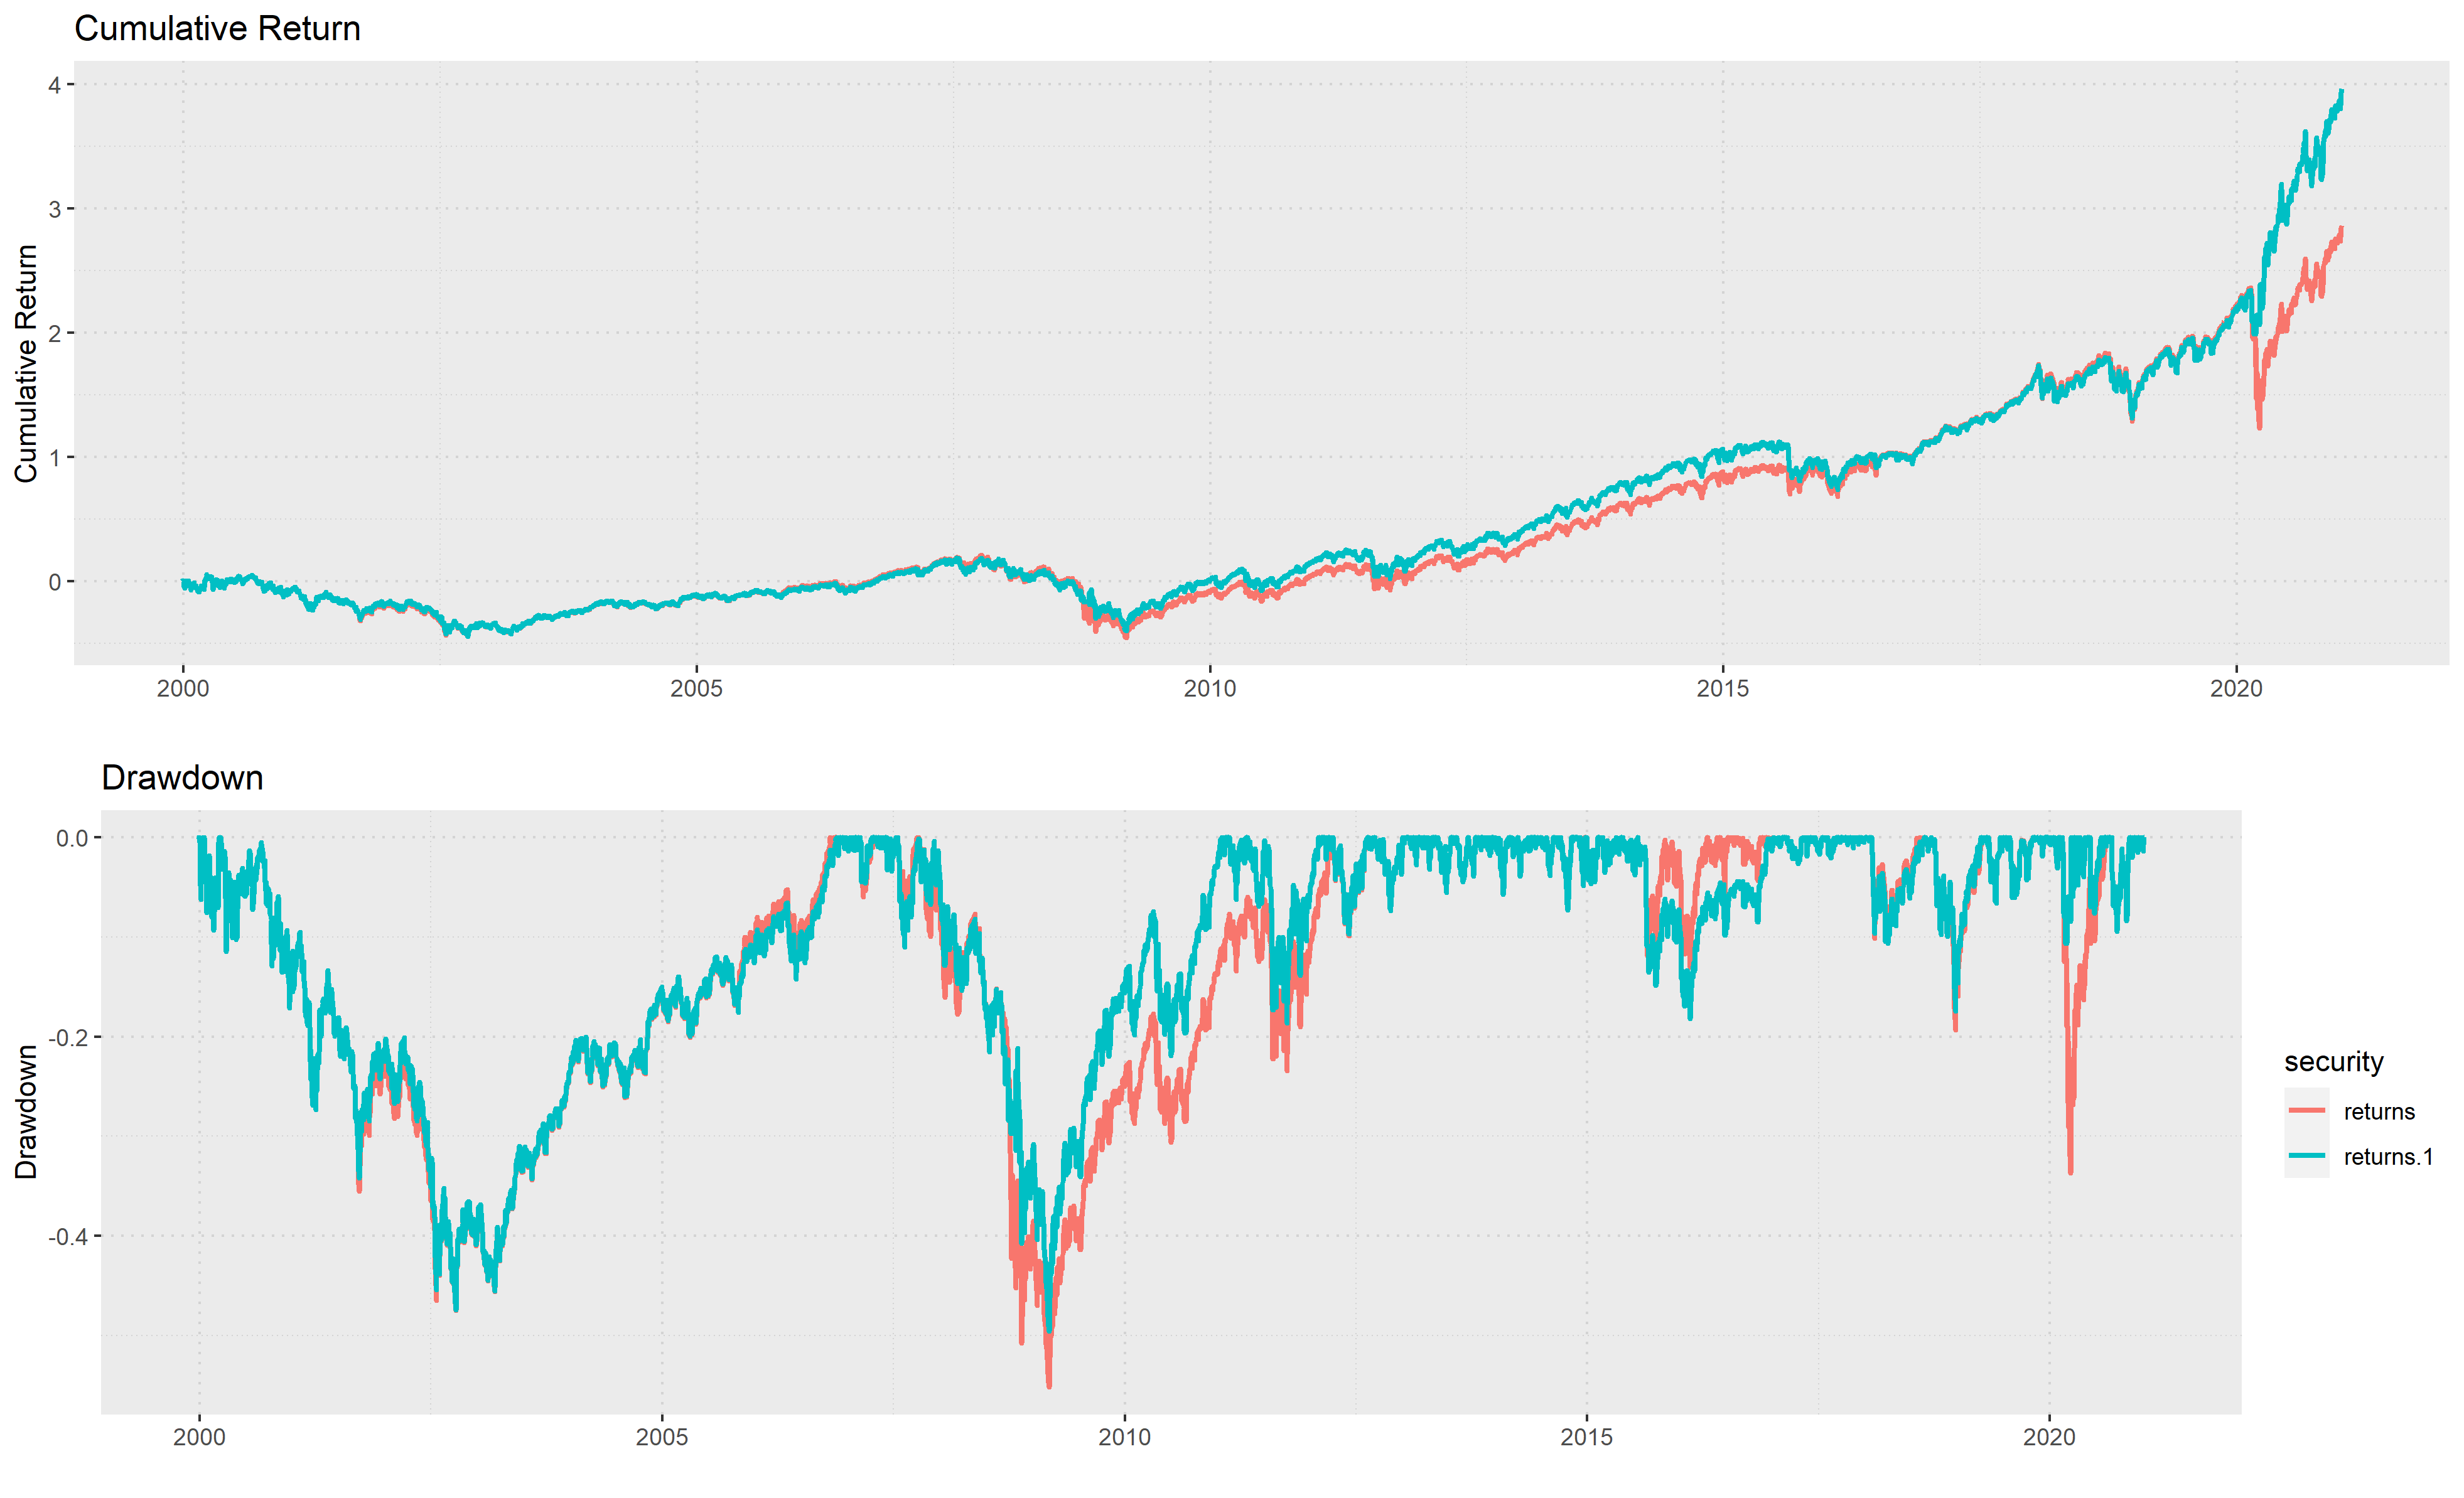 Cumulative Return
Cumulative Return
4
3
2
1
0
2000 2005 2010 2015 2020
Drawdown
Drawdown
0.0
-0.2
-0.4
2000 2005 2010 2015 2020
security
returns
returns.1